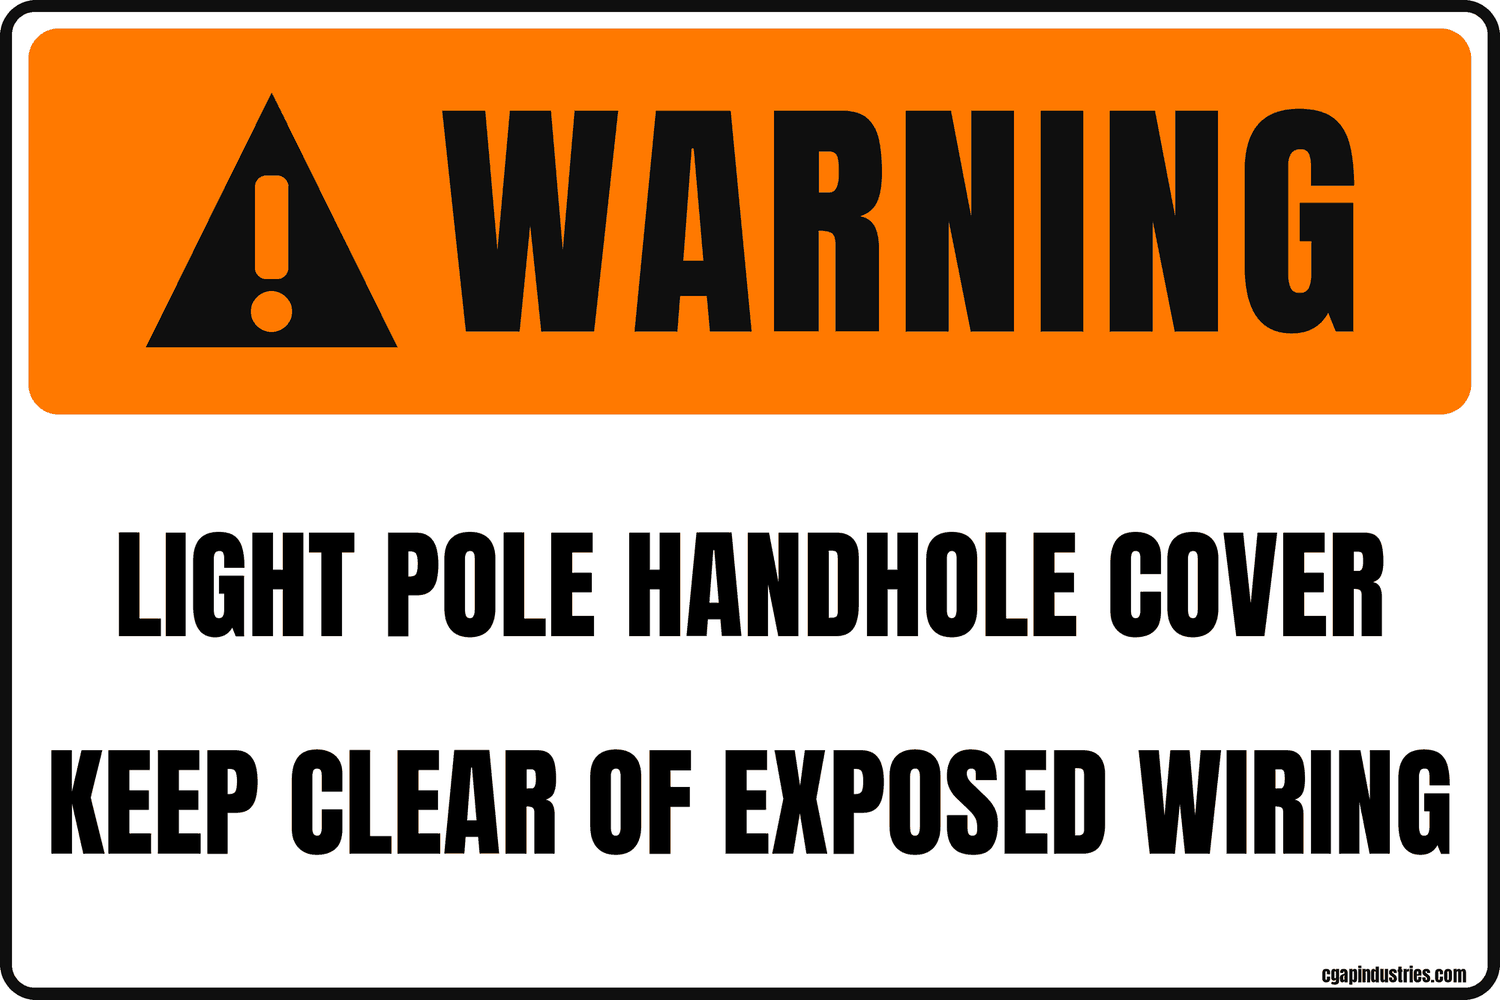 WARNING
LIGHT POLE HANDHOLE COVER
KEEP CLEAR OF EXPOSED WIRING
cgapindustries.com